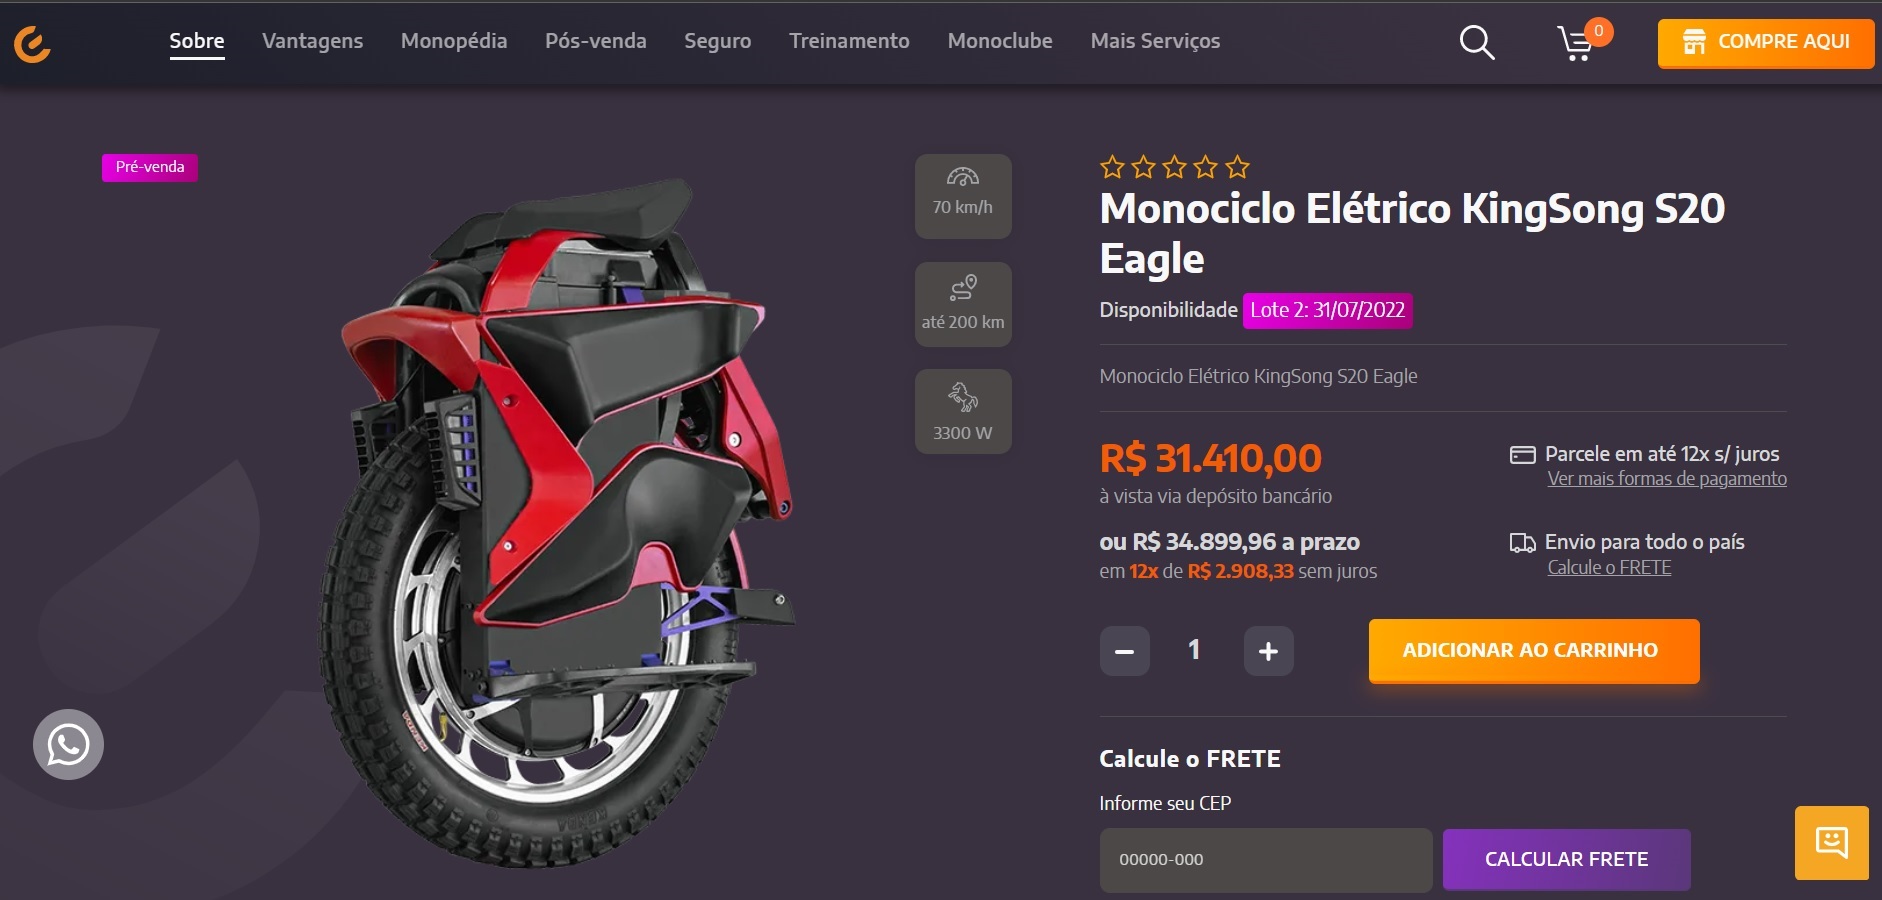 Sobre Vantagens Monopédia Pós-venda Seguro Treinamento Monoclube Mais Serviços 0 COMPRE AQUI
Pré-venda
70 km/h
até 200 km
3300 W
Monociclo Elétrico KingSong S20
Eagle
Disponibilidade Lote 2: 31/07/2022
Monociclo Elétrico KingSong S20 Eagle
R$ 31.410,00
à vista via depósito bancário
Parcele em até 12x s/ juros
Ver mais formas de pagamento
ou R$ 34.899,96 a prazo
em 12x de R$ 2.908,33 sem juros
Envio para todo o país
Calcule o FRETE
1
ADICIONAR AO CARRINHO
Calcule o FRETE
Informe seu CEP
00000-000
CALCULAR FRETE
KENDA